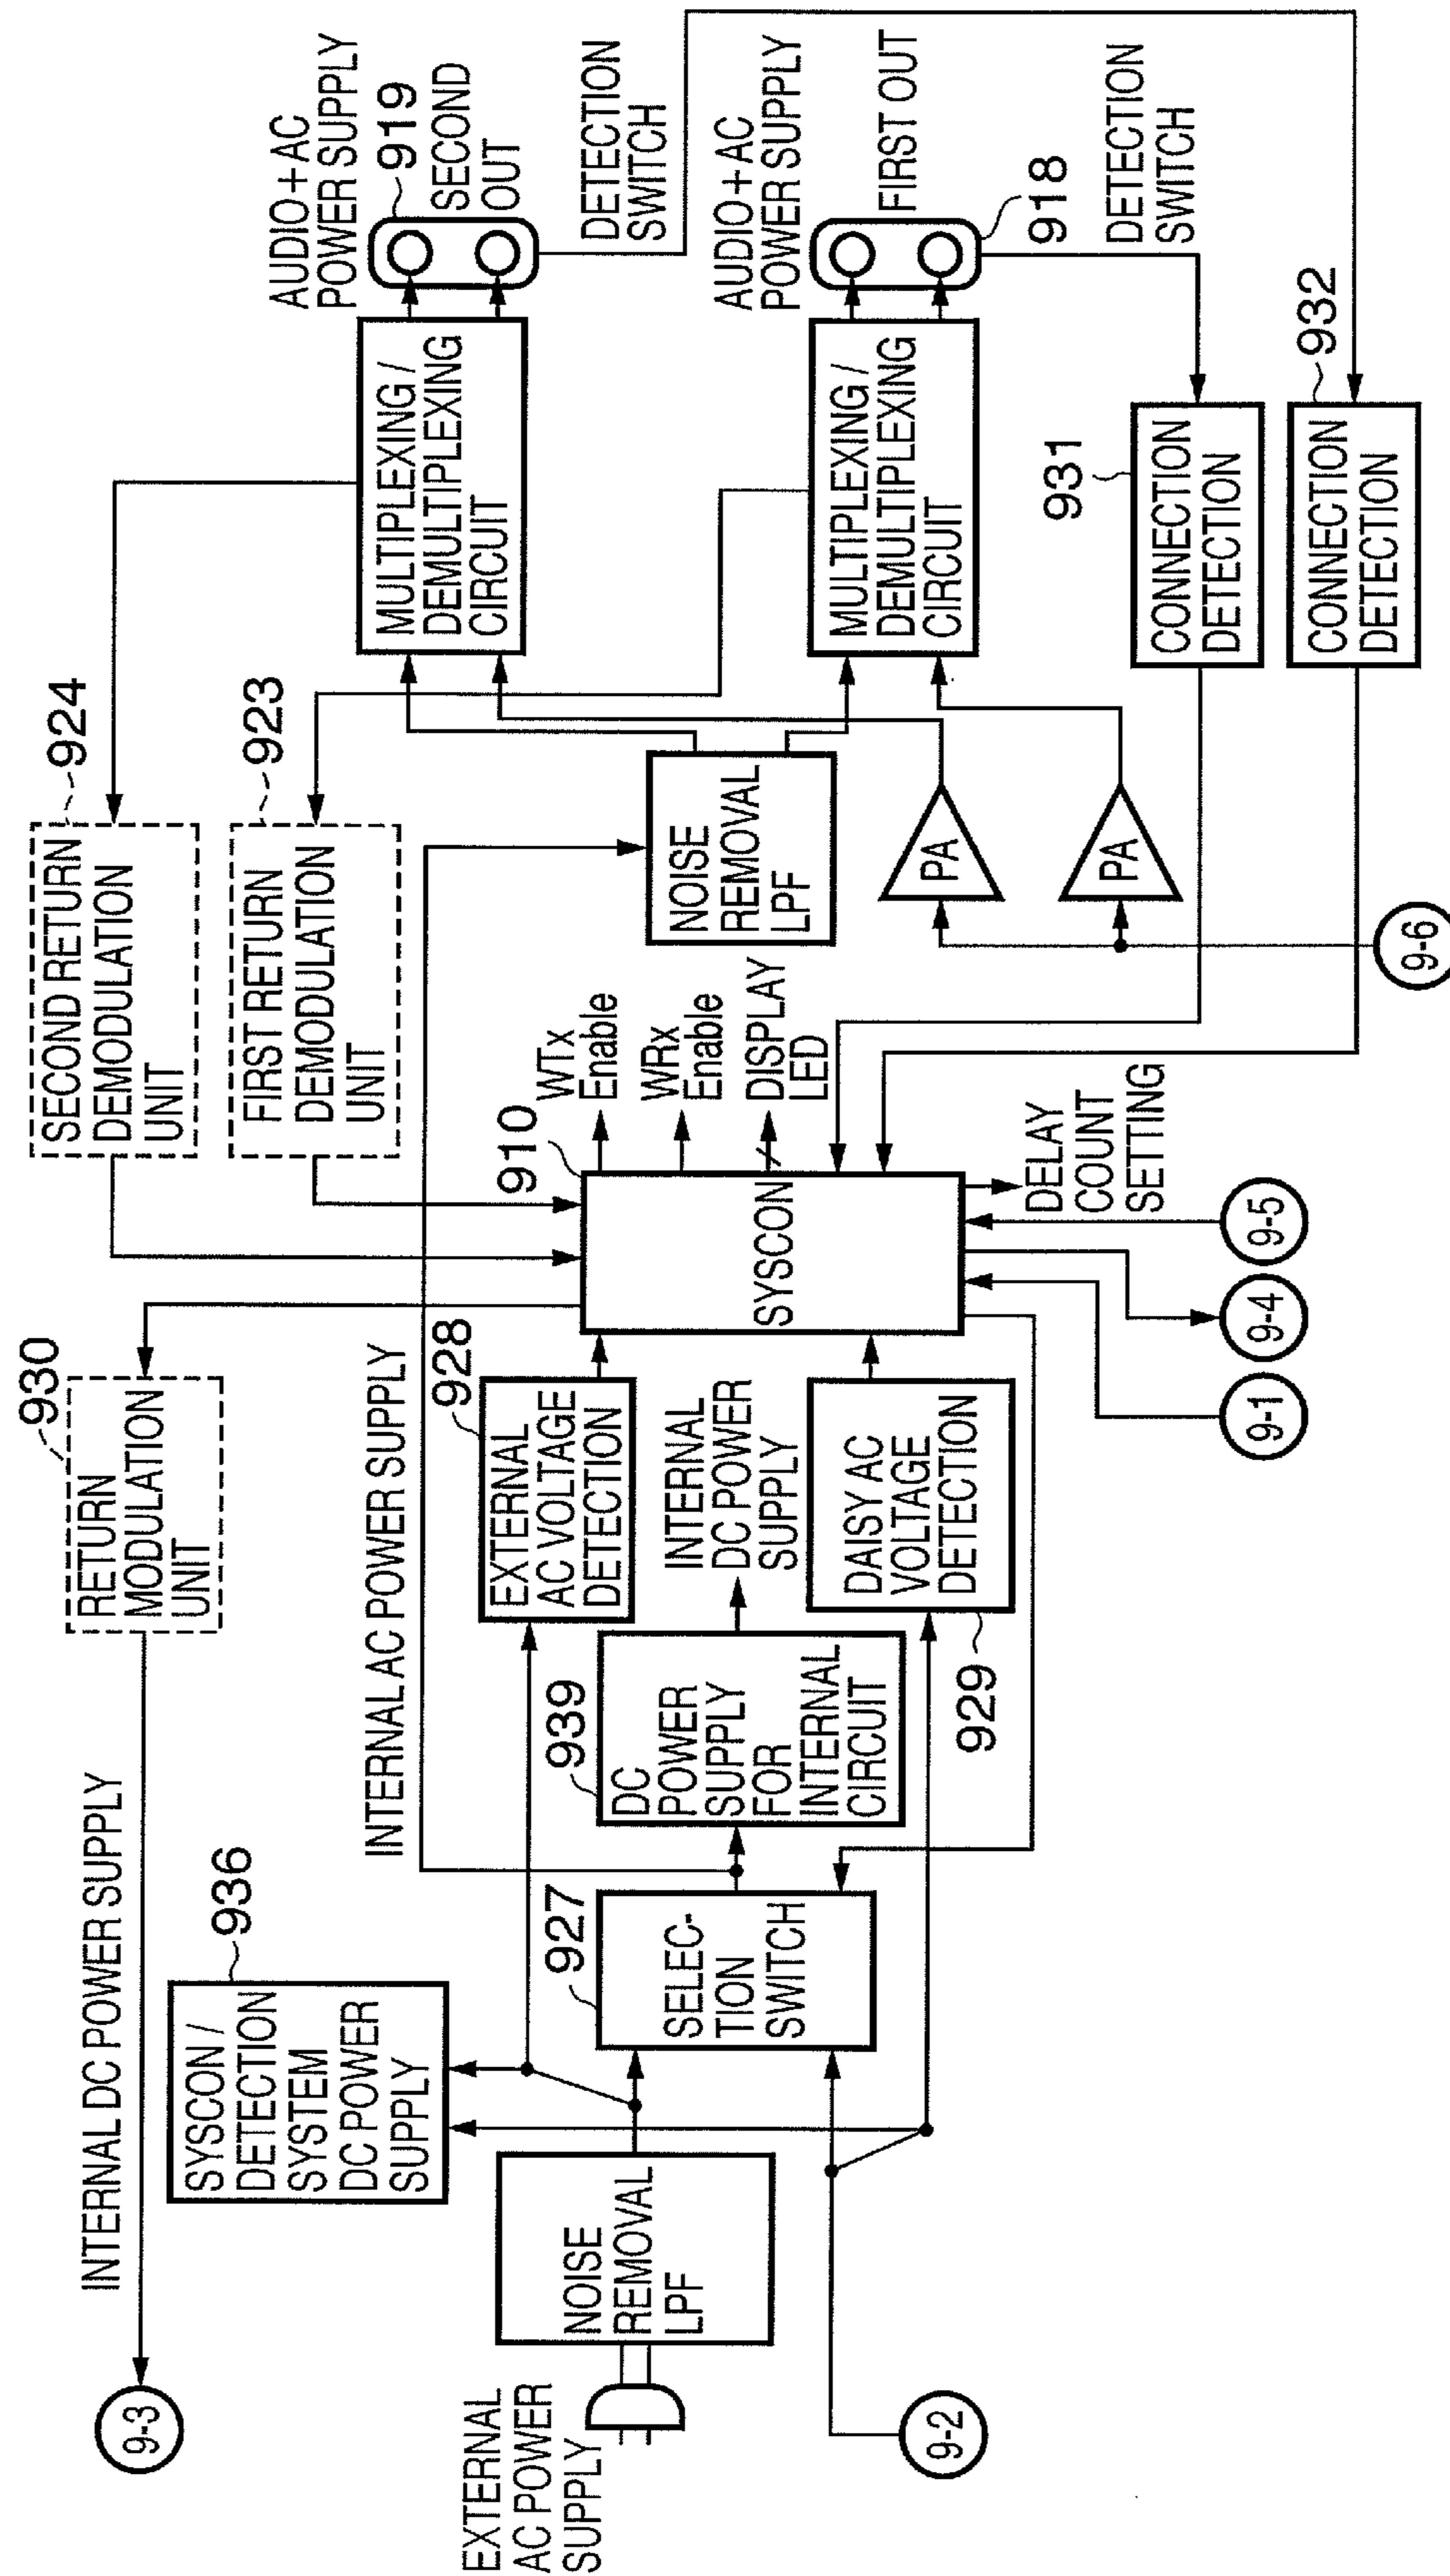 9-3
INTERNAL DC POWER SUPPLY
930
RETURN
MODULATION
UNIT
SECOND RETURN
DEMODULATION
UNIT
924
FIRST RETURN
DEMODULATION
UNIT
923
AUDIO+AC
POWER SUPPLY
919
SECOND
OUT
DETECTION
SWITCH
MULTIPLEXING /
DEMULTIPLEXING
CIRCUIT
936
SYSCON /
DETECTION
SYSTEM
DC POWER
SUPPLY
INTERNAL AC POWER SUPPLY
928
EXTERNAL
AC VOLTAGE
DETECTION
910
SYSCON
WTx
Enable
WRx
Enable
DISPLAY
LED
NOISE
REMOVAL
LPF
AUDIO+AC
POWER SUPPLY
FIRST OUT
918
DETECTION
SWITCH
MULTIPLEXING /
DEMULTIPLEXING
CIRCUIT
EXTERNAL
AC POWER
SUPPLY
NOISE
REMOVAL
LPF
927
SELEC-
TION
SWITCH
939
DC
POWER
SUPPLY
FOR
INTERNAL
CIRCUIT
INTERNAL
DC POWER
SUPPLY
DAISY AC
VOLTAGE
DETECTION
929
PA
PA
931
CONNECTION
DETECTION
932
CONNECTION
DETECTION
DELAY
COUNT
SETTING
9-2
9-1
9-4
9-5
9-6